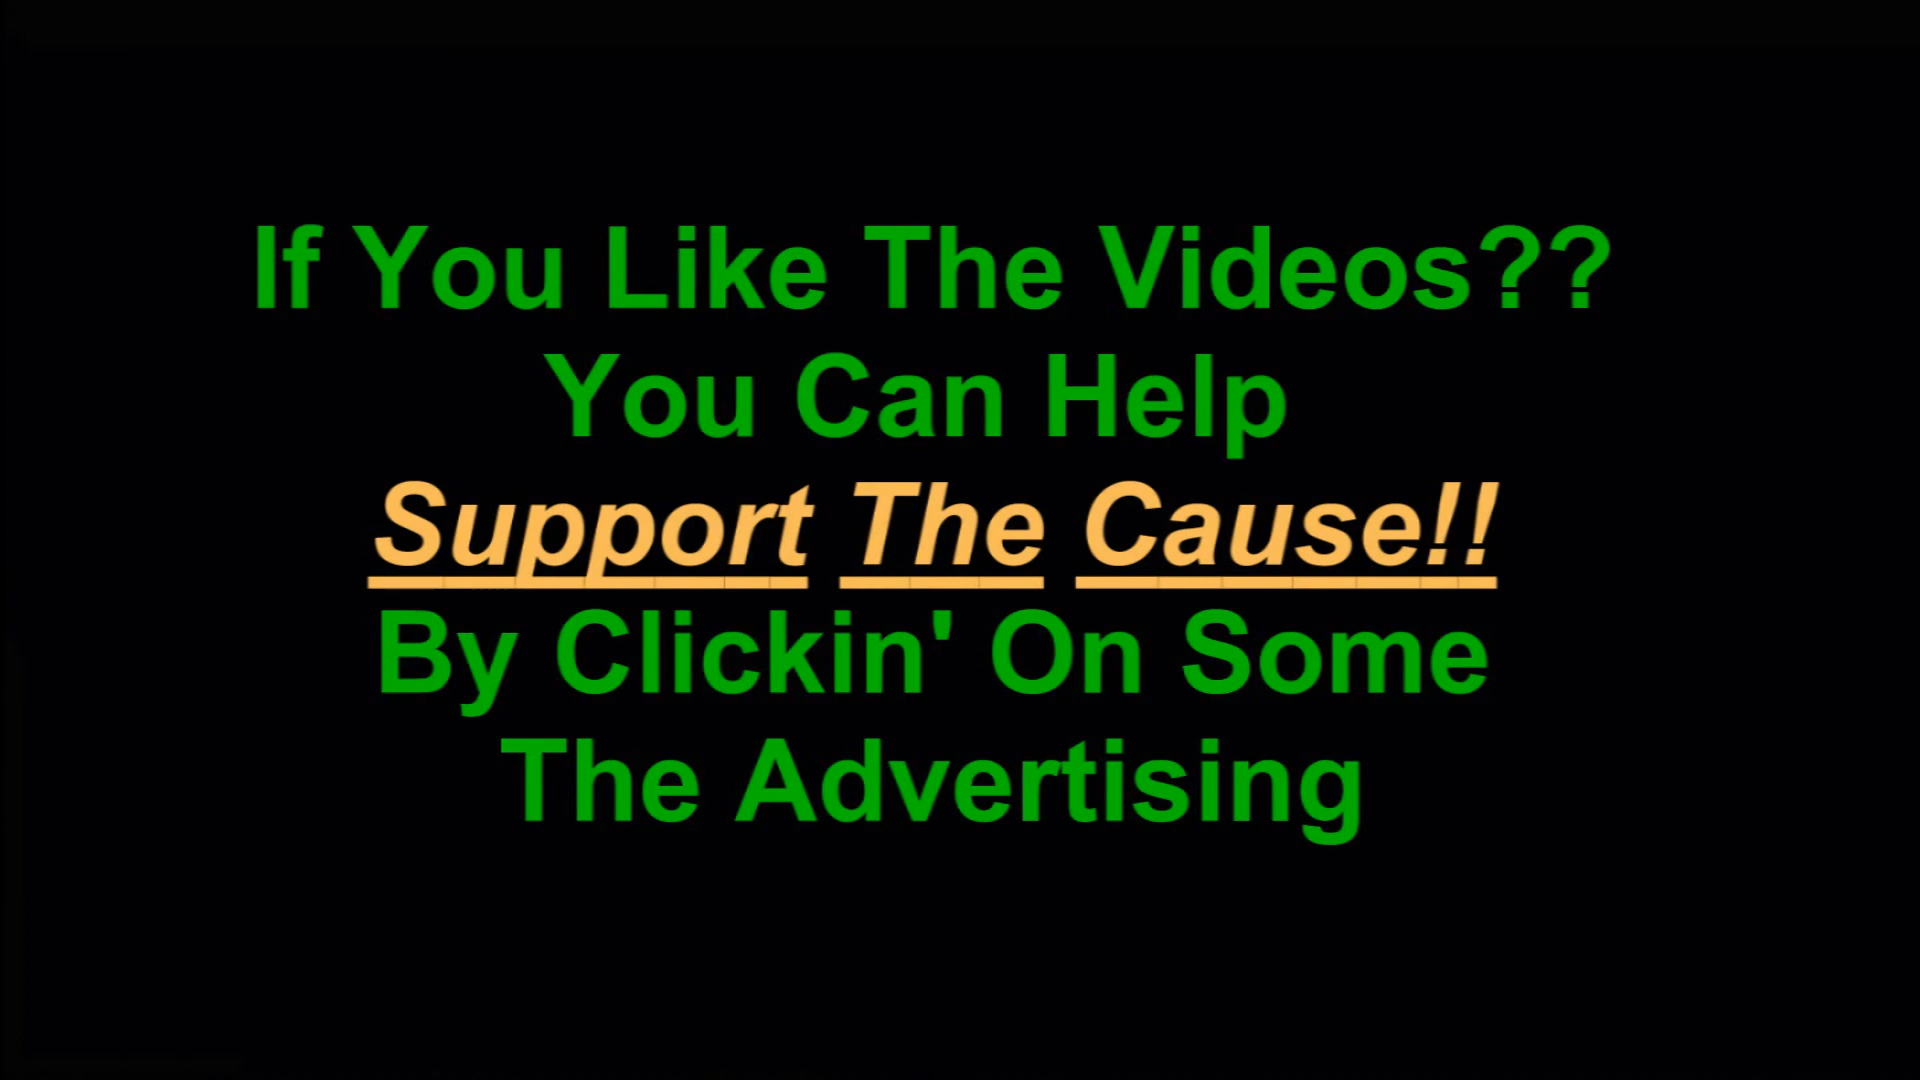 If You Like The Videos??
You Can Help
Support The Cause!!
By Clickin' On Some
The Advertising